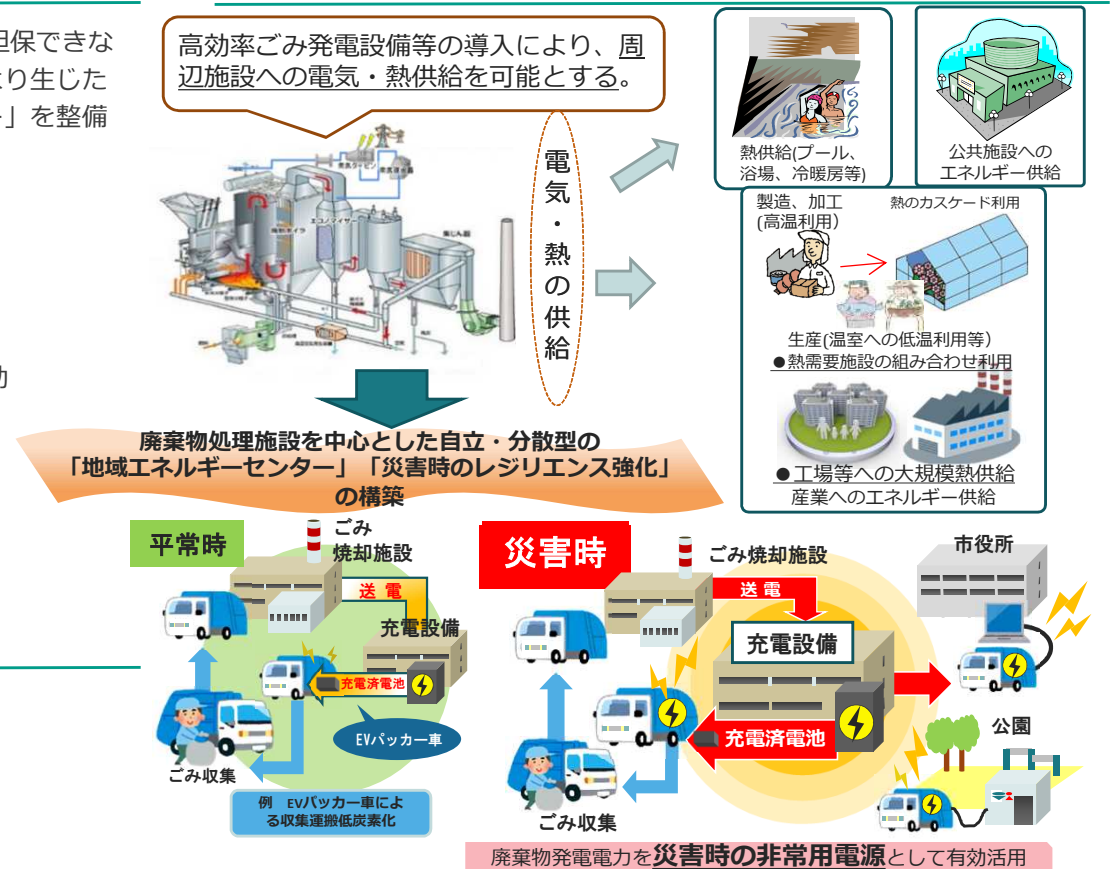 担保できな
より生じた
」を整備
高効率ごみ発電設備等の導入により、周
辺施設への電気・熱供給を可能とする。
電気・熱の供給
エコノマイザー
熱供給(プール、
浴場、冷暖房等)
公共施設への
エネルギー供給
製造、加工
(高温利用)
熱のカスケード利用
生産(温室への低温利用等)
●熱需要施設の組み合わせ利用
●工場等への大規模熱供給
産業へのエネルギー供給
廃棄物処理施設を中心とした自立・分散型の
「地域エネルギーセンター」「災害時のレジリエンス強化」
の構築
平常時
ごみ
焼却施設
送電
充電設備
充電済電池
EVパッカー車
ごみ収集
例 EVパッカー車によ
る収集運搬低炭素化
災害時
ごみ焼却施設
送電
充電設備
充電済電池
ごみ収集
市役所
公園
廃棄物発電電力を災害時の非常用電源として有効活用